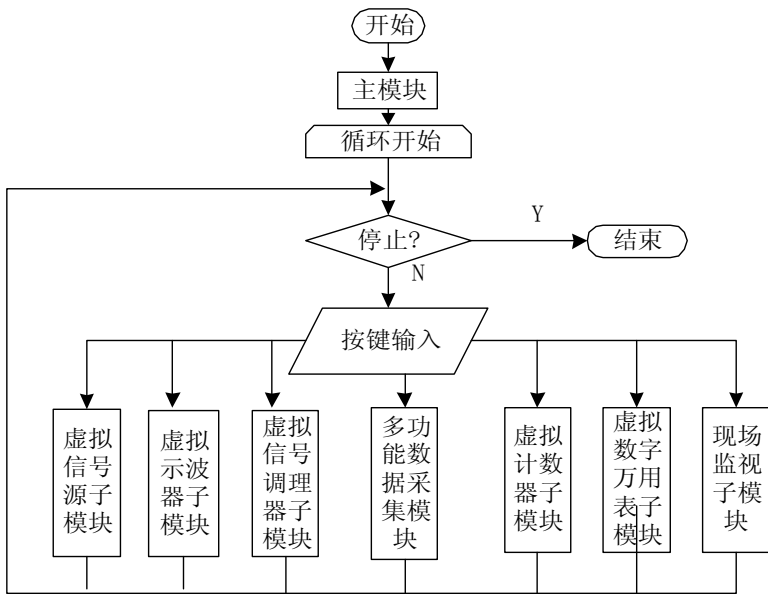 开始
主模块
循环开始
停止?
Y
结束
N
按键输入
虚拟
信号
源子
模块
虚拟
示波
器子
模块
虚拟
信号
调理
器子
模块
多功
能数
据采
集模
块
虚拟
计数
器子
模块
虚拟
数字
万用
表子
模块
现场
监视
子模
块